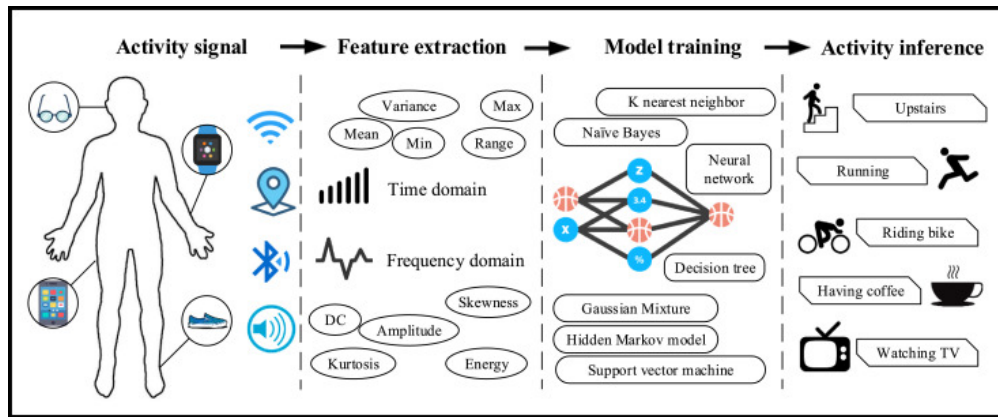 Activity signal
Feature extraction
Model training
Activity inference
Variance
Max
Mean
Min
Range
Time domain
Frequency domain
Skewness
DC
Amplitude
Kurtosis
Energy
K nearest neighbor
Naïve Bayes
Neural
network
Z
3.4
X
%
Decision tree
Gaussian Mixture
Hidden Markov model
Support vector machine
Upstairs
Running
Riding bike
Having coffee
Watching TV